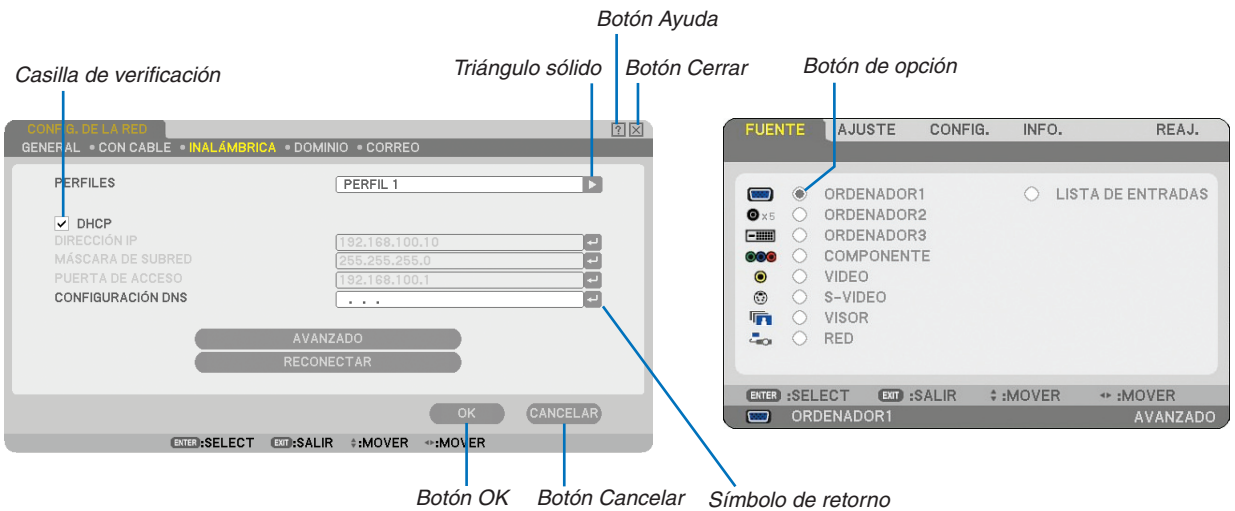 Botón Ayuda
Casilla de verificación
Triángulo sólido
Botón Cerrar
Botón de opción
CONFIG. DE LA RED
GENERAL • CON CABLE • INALÁMBRICA • DOMINIO • CORREO
PERFILES
PERFIL 1
DHCP
DIRECCIÓN IP
192.168.100.10
MÁSCARA DE SUBRED
255.255.255.0
PUERTA DE ACCESO
192.168.100.1
CONFIGURACIÓN DNS
. . .
AVANZADO
RECONECTAR
OK
CANCELAR
ENTER :SELECT EXIT :SALIR :MOVER :MOVER
Botón OK
Botón Cancelar
Símbolo de retorno
FUENTE AJUSTE CONFIG. INFO. REAJ.
ORDENADOR1
LISTA DE ENTRADAS
x5 ORDENADOR2
ORDENADOR3
COMPONENTE
VIDEO
S-VIDEO
VISOR
RED
ENTER :SELECT EXIT :SALIR :MOVER :MOVER
ORDENADOR1 AVANZADO